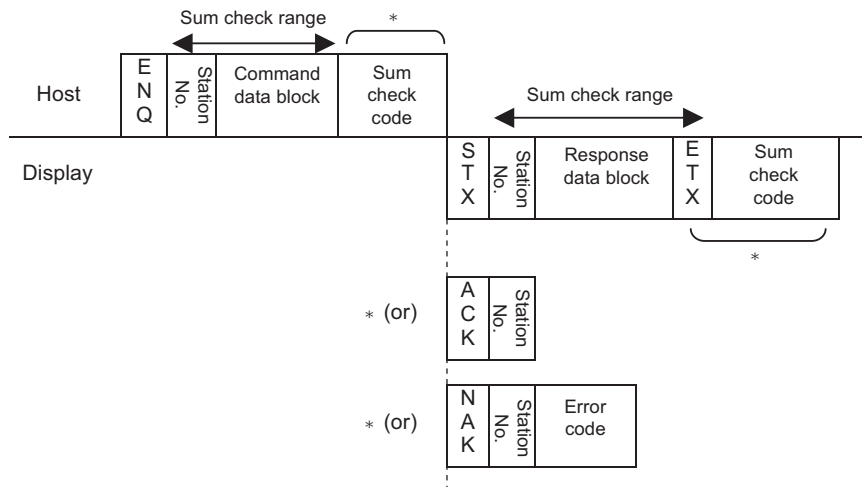 Sum check range
*
Host
E
N
Q
Station
No.
Command
data block
Sum
check
code
Sum check range
Display
S
T
X
Station
No.
Response
data block
E
T
X
Sum
check
code
*
* (or)
A
C
K
Station
No.
* (or)
N
A
K
Station
No.
Error
code